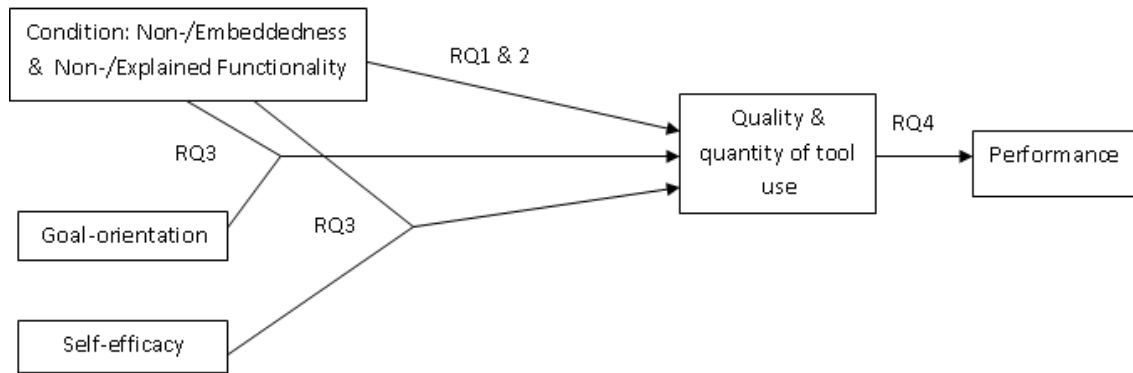 Condition: Non-/Embeddedness
& Non-/Explained Functionality
RQ1 & 2
Quality &
quantity of tool
use
RQ4
Performance
RQ3
Goal-orientation
RQ3
Self-efficacy